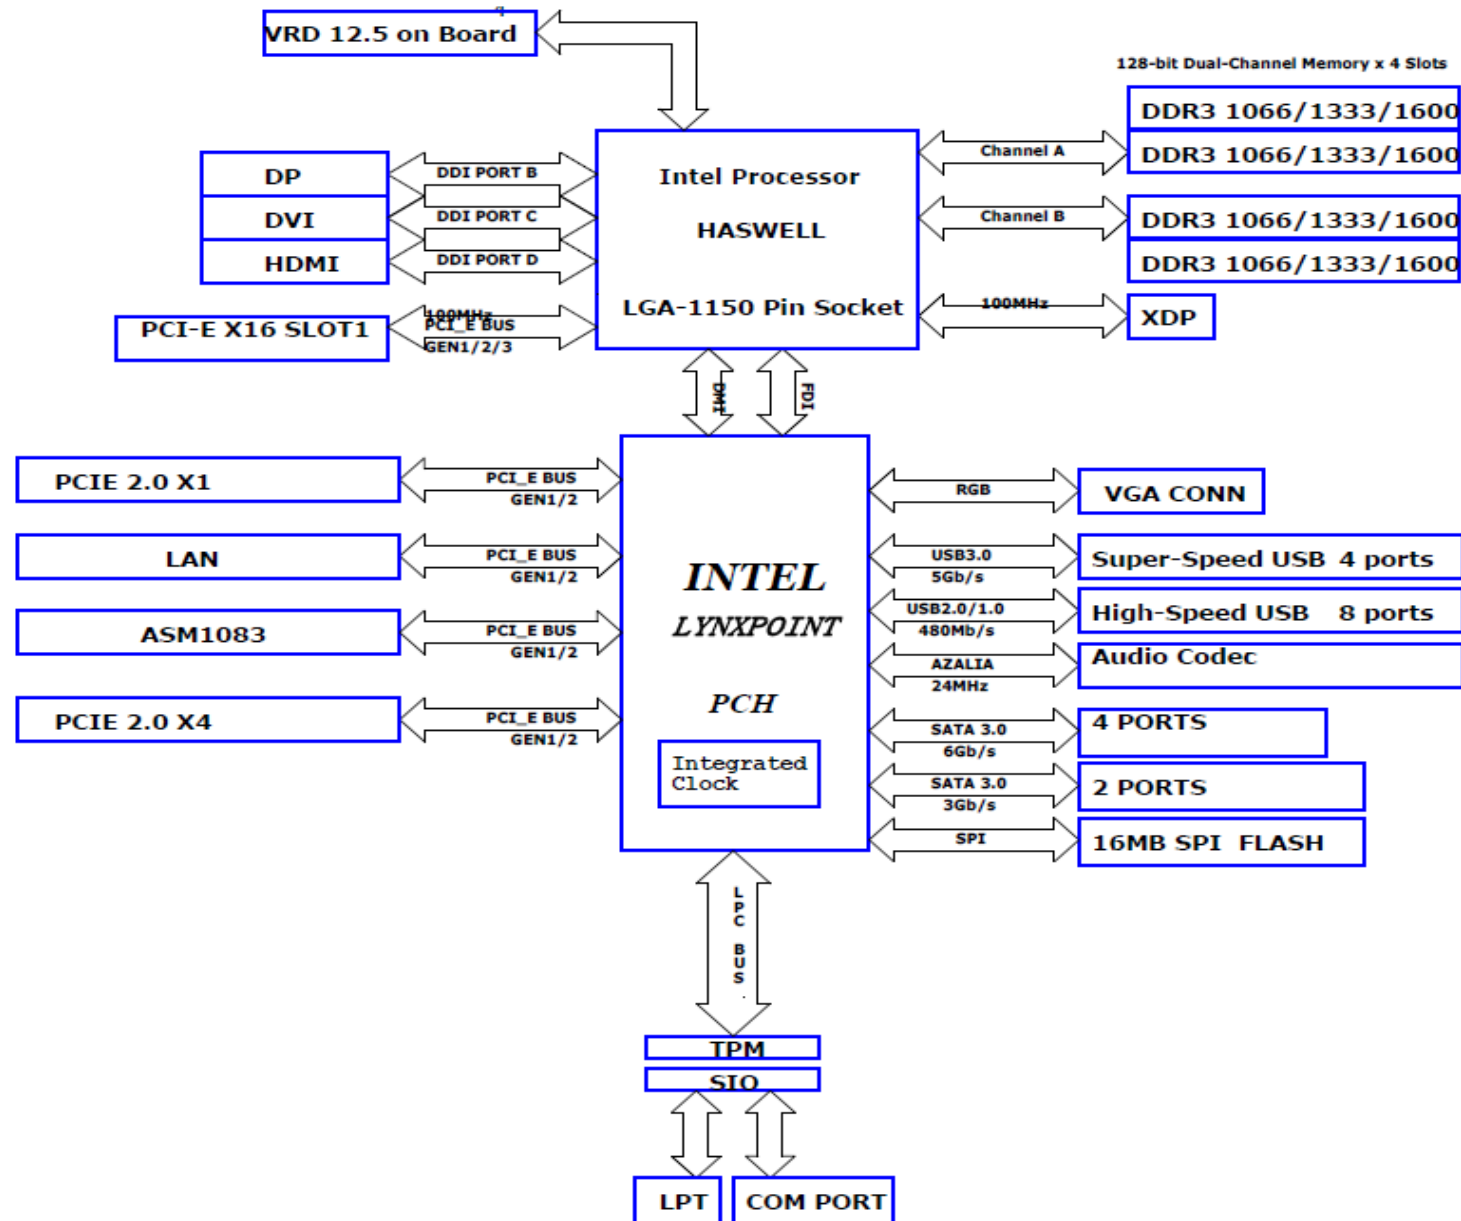 VRD 12.5 on Board
128-bit Dual-Channel Memory x 4 Slots
DDR3 1066/1333/1600
DDR3 1066/1333/1600
DDR3 1066/1333/1600
DDR3 1066/1333/1600
Channel A
Channel B
DP
DVI
HDMI
DDI PORT B
DDI PORT C
DDI PORT D
Intel Processor
HASWELL
LGA-1150 Pin Socket
100MHz
XDP
PCI-E X16 SLOT1
100MHz
PCI_E BUS
GEN1/2/3
DMI
FDI
PCIE 2.0 X1
PCI_E BUS
GEN1/2
LAN
PCI_E BUS
GEN1/2
ASM1083
PCI_E BUS
GEN1/2
PCIE 2.0 X4
PCI_E BUS
GEN1/2
INTEL
LYNXPOINT
PCH
Integrated
Clock
RGB
VGA CONN
USB3.0
5Gb/s
Super-Speed USB 4 ports
USB2.0/1.0
480Mb/s
High-Speed USB 8 ports
AZALIA
24MHz
Audio Codec
SATA 3.0
6Gb/s
4 PORTS
SATA 3.0
3Gb/s
2 PORTS
SPI
16MB SPI FLASH
LPC BUS
TPM
SIO
LPT
COM PORT